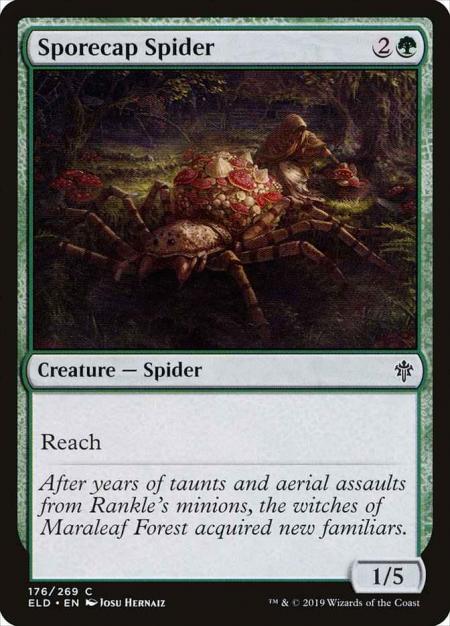 Sporecap Spider 2
Creature — Spider
Reach
After years of taunts and aerial assaults
from Rankle's minions, the witches of
Maraleaf Forest acquired new familiars.
1/5
176/269 C
ELD • EN Josu Hernaiz
™ & © 2019 Wizards of the Coast